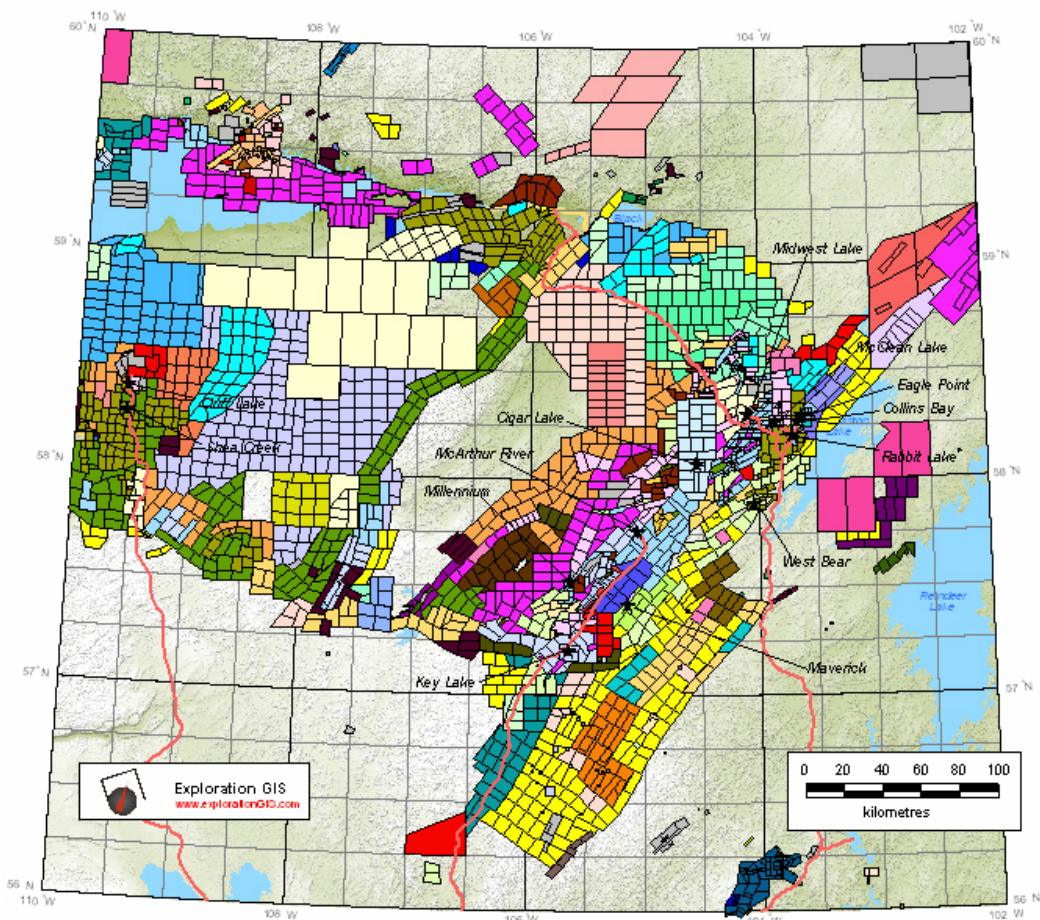 110 °W
60 °N
108 °W
106 °W
104 °W
102 °W
60 °N
59 °N
Black
Midwest Lake
59 °N
McClean Lake
Eagle Point
Cluff Lake
Cigar Lake
Collins Bay
Lake
Shea Creek
McArthur River
Rabbit Lake
58 °N
58 °N
Millennium
West Bear
Reindeer
Lake
57 °N
Key Lake
Maverick
57 °N
Exploration GIS
www.explorationGIS.com
0 20 40 60 80 100
kilometres
56 °N
110 °W
108 °W
106 °W
104 °W
102 °W
56 °N